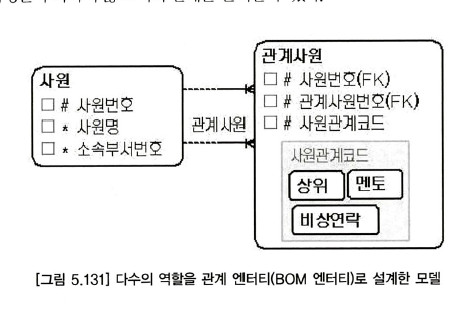 사원
□ # 사원번호
□ * 사원명
□ * 소속부서번호
관계사원
관계사원
□ # 사원번호(FK)
□ # 관계사원번호(FK)
□ # 사원관계코드
사원관계코드
상위 멘토
비상연락
[그림 5.131] 다수의 역할을 관계 엔터티(BOM 엔터티)로 설계한 모델